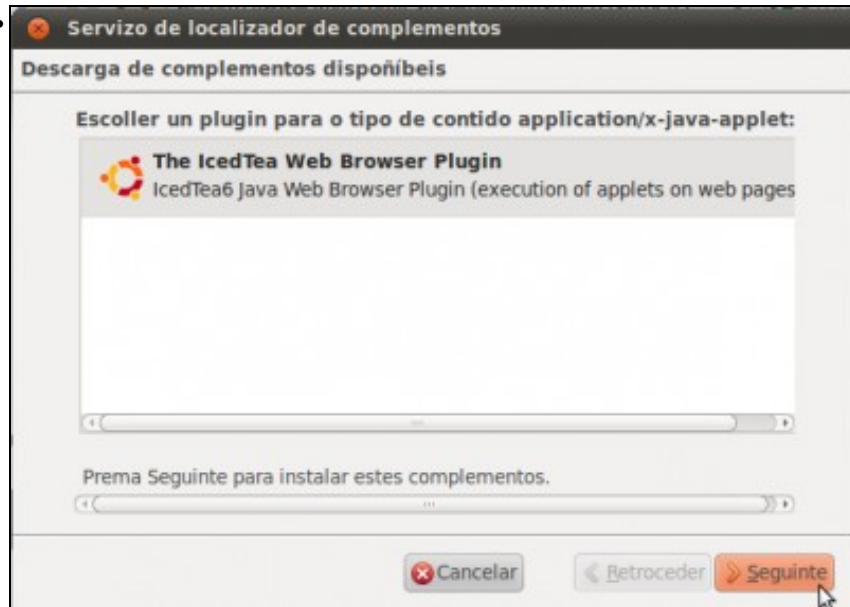 Servizo de localizador de complementos
Descarga de complementos dispoñíbeis
Escoller un plugin para o tipo de contido application/x-java-applet:
The IcedTea Web Browser Plugin
IcedTea6 Java Web Browser Plugin (execution of applets on web pages
Prema Seguinte para instalar estes complementos.
Cancelar Retroceder Seguinte